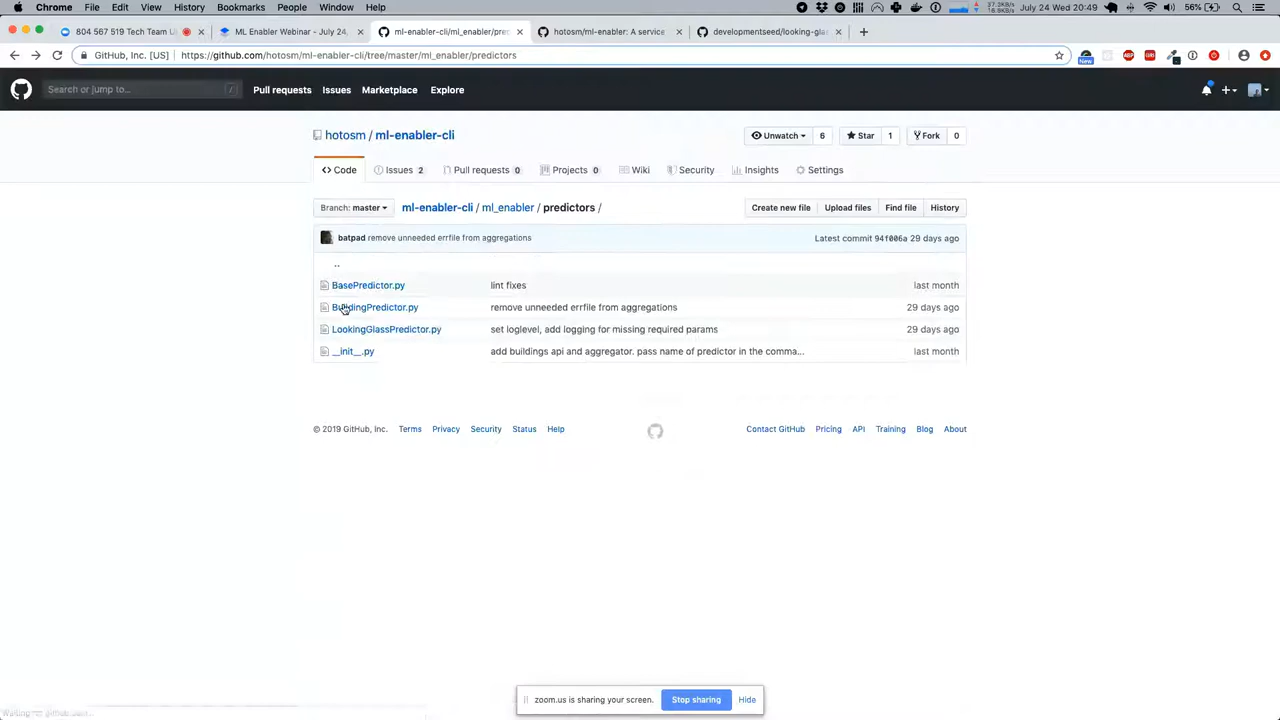 Chrome File Edit View History Bookmarks People Window Help
37.2KB/s
18.8KB/s
July 24 Wed 20:49
56%
804 567 519 Tech Team
ML Enabler Webinar - July 24,
ml-enabler-cli/ml_enabler/pre
hotosm/ml-enabler: A service
developmentseed/looking-gla
GitHub, Inc. [US] https://github.com/hotosm/ml-enabler-cli/tree/master/ml_enabler/predictors
New
ABP
Search or jump to... /
Pull requests Issues Marketplace Explore
hotosm / ml-enabler-cli
Unwatch 6 Star 1 Fork 0
Code Issues 2 Pull requests 0 Projects 0 Wiki Security Insights Settings
Branch: master ml-enabler-cli / ml_enabler / predictors /
Create new file Upload files Find file History
batpad remove unneeded errfile from aggregations Latest commit 94f006a 29 days ago
..
BasePredictor.py lint fixes last month
BuildingPredictor.py remove unneeded errfile from aggregations 29 days ago
LookingGlassPredictor.py set loglevel, add logging for missing required params 29 days ago
__init__.py add buildings api and aggregator. pass name of predictor in the comma... last month
© 2019 GitHub, Inc. Terms Privacy Security Status Help
Contact GitHub Pricing API Training Blog About
zoom.us is sharing your screen. Stop sharing Hide